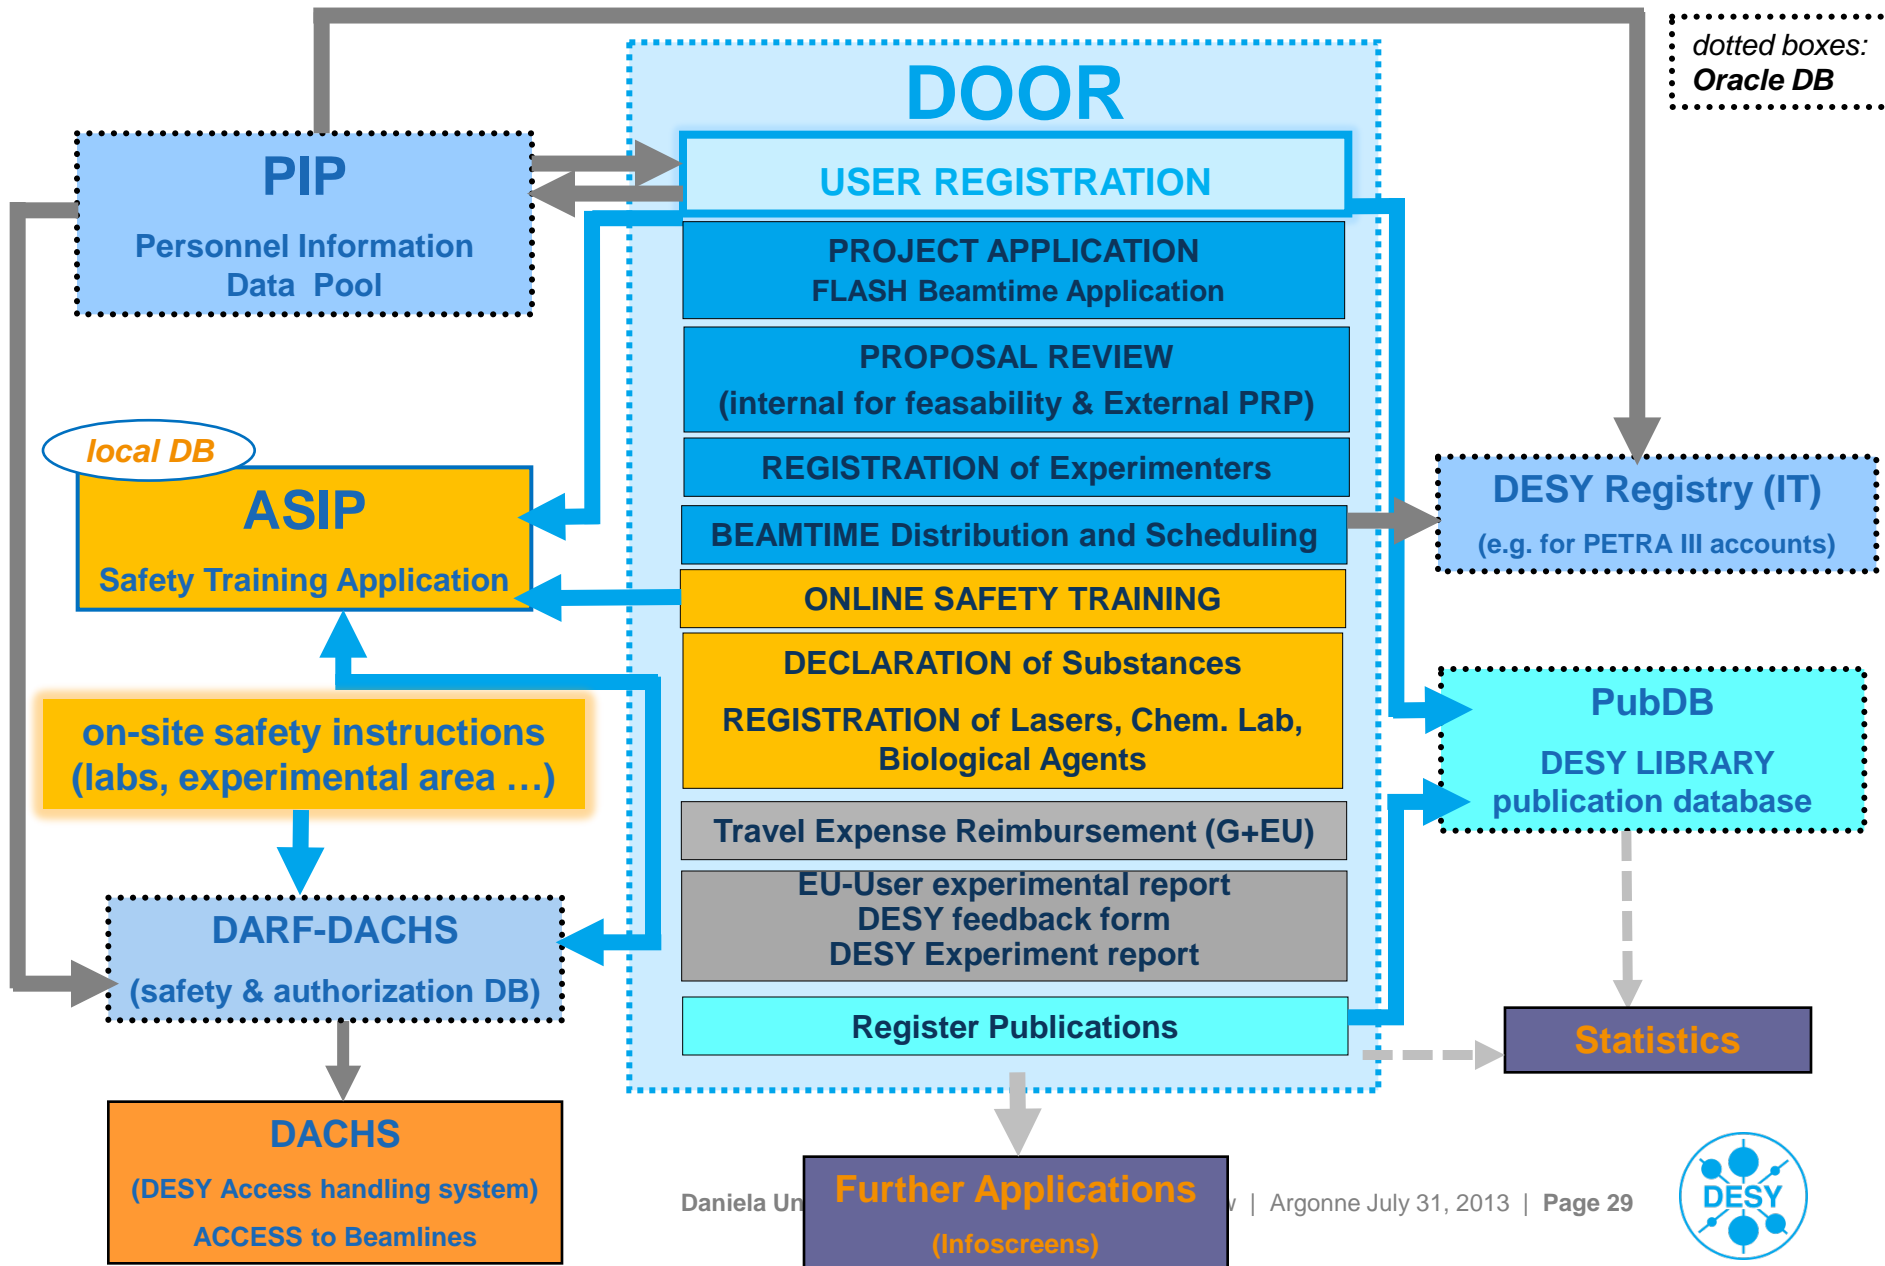 dotted boxes:
Oracle DB
DOOR
PIP
Personnel Information
Data Pool
USER REGISTRATION
PROJECT APPLICATION
FLASH Beamtime Application
PROPOSAL REVIEW
(internal for feasability & External PRP)
REGISTRATION of Experimenters
BEAMTIME Distribution and Scheduling
ONLINE SAFETY TRAINING
DECLARATION of Substances
REGISTRATION of Lasers, Chem. Lab,
Biological Agents
Travel Expense Reimbursement (G+EU)
EU-User experimental report
DESY feedback form
DESY Experiment report
Register Publications
local DB
ASIP
Safety Training Application
on-site safety instructions
(labs, experimental area …)
DARF-DACHS
(safety & authorization DB)
DACHS
(DESY Access handling system)
ACCESS to Beamlines
DESY Registry (IT)
(e.g. for PETRA III accounts)
PubDB
DESY LIBRARY
publication database
Statistics
Further Applications
(Infoscreens)
Daniela | Argonne July 31, 2013 | Page 29
DESY